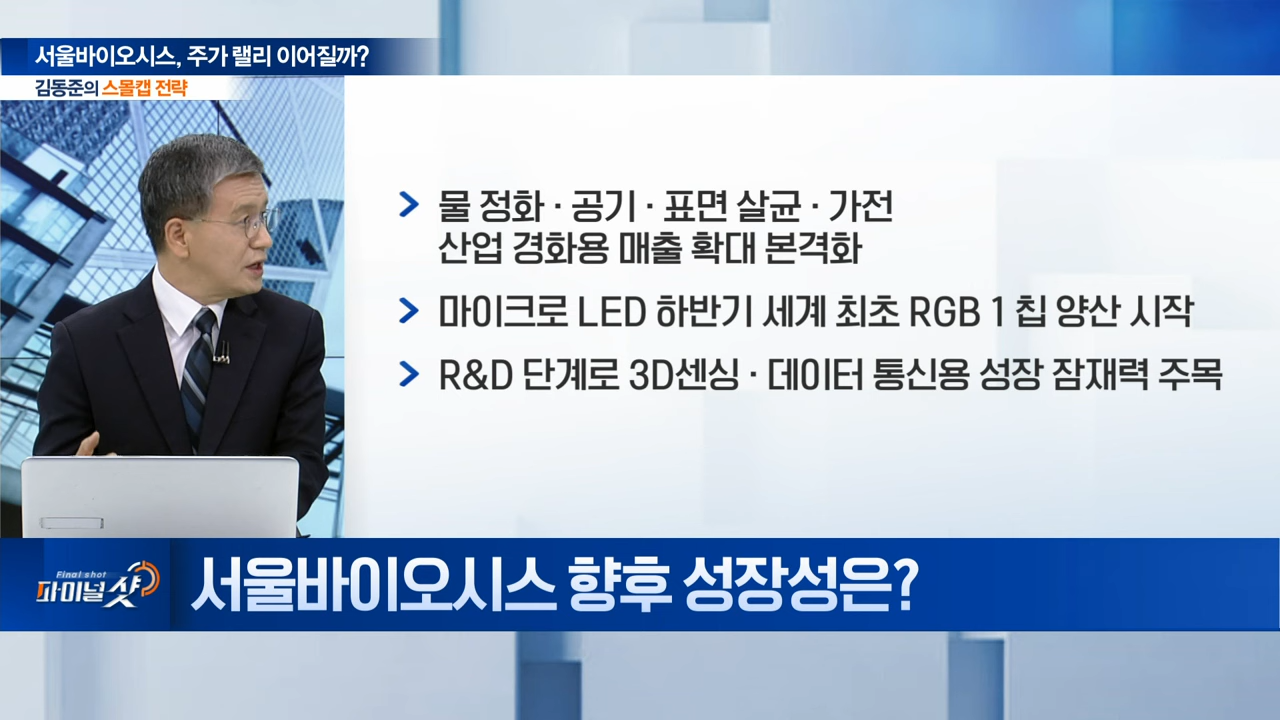 서울바이오시스, 주가 랠리 이어질까?
김동준의 스몰캡 전략
물 정화 · 공기 · 표면 살균 · 가전
산업 경화용 매출 확대 본격화
마이크로 LED 하반기 세계 최초 RGB 1 칩 양산 시작
R&D 단계로 3D센싱 · 데이터 통신용 성장 잠재력 주목
Final shot
파이널샷
서울바이오시스 향후 성장성은?